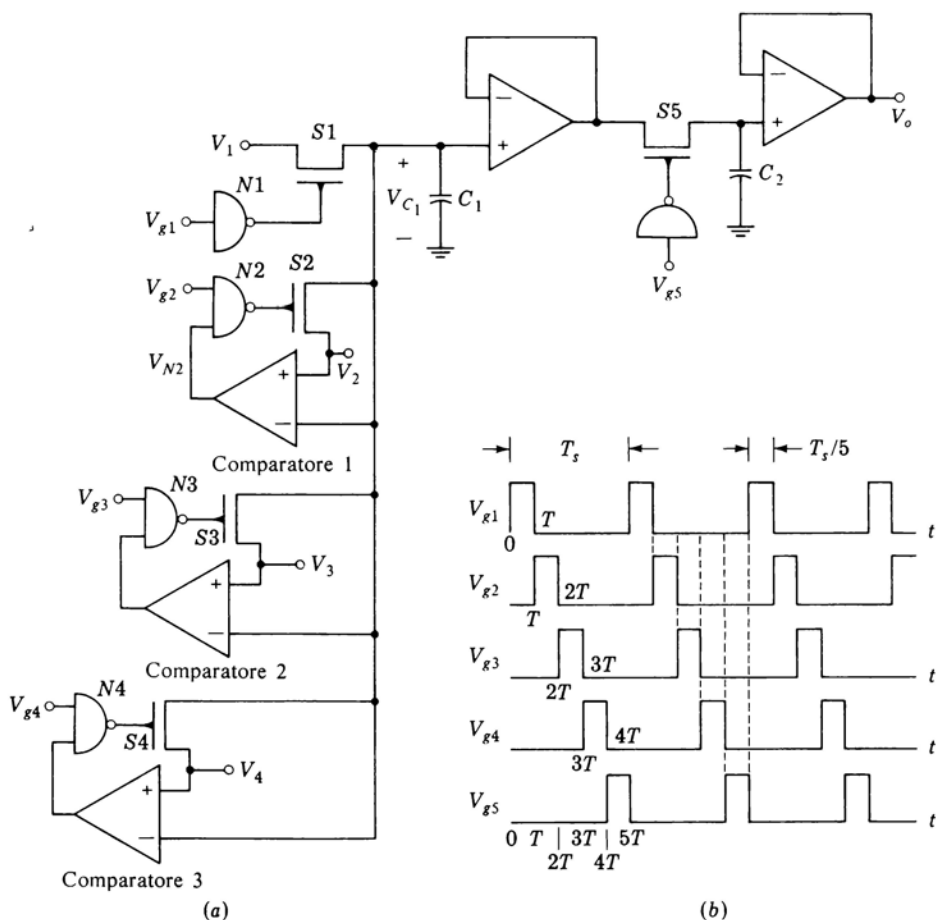 S1
S5
V1
N1
+
VC1
−
C1
C2
Vo
Vg1
S2
N2
Vg2
Vg5
VN2
V2
+
−
Comparatore 1
N3
Vg3
S3
V3
+
−
Comparatore 2
N4
Vg4
S4
V4
+
−
Comparatore 3
(a)
−
+
−
+
Ts
Ts/5
Vg1
0
T
t
Vg2
T
2T
t
Vg3
2T
3T
t
Vg4
3T
4T
t
Vg5
t
0 T 3T 5T
2T 4T
(b)